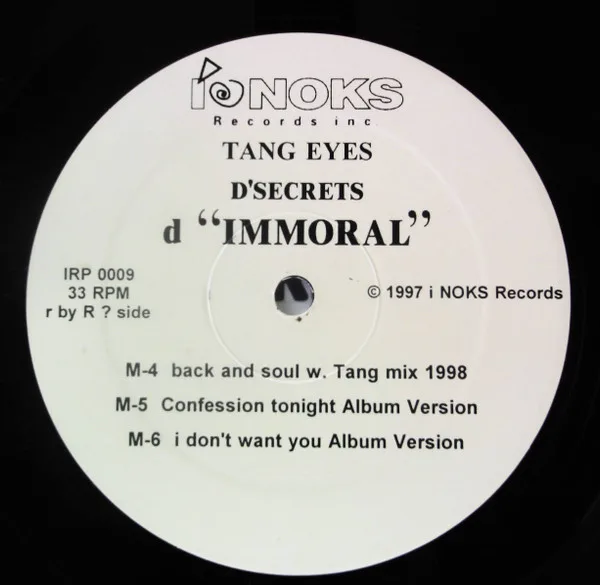 i NOKS
Records inc
TANG EYES
D'SECRETS
d “IMMORAL”
IRP 0009
33 RPM
r by R ? side
© 1997 i NOKS Records
M-4 back and soul w. Tang mix 1998
M-5 Confession tonight Album Version
M-6 i don't want you Album Version